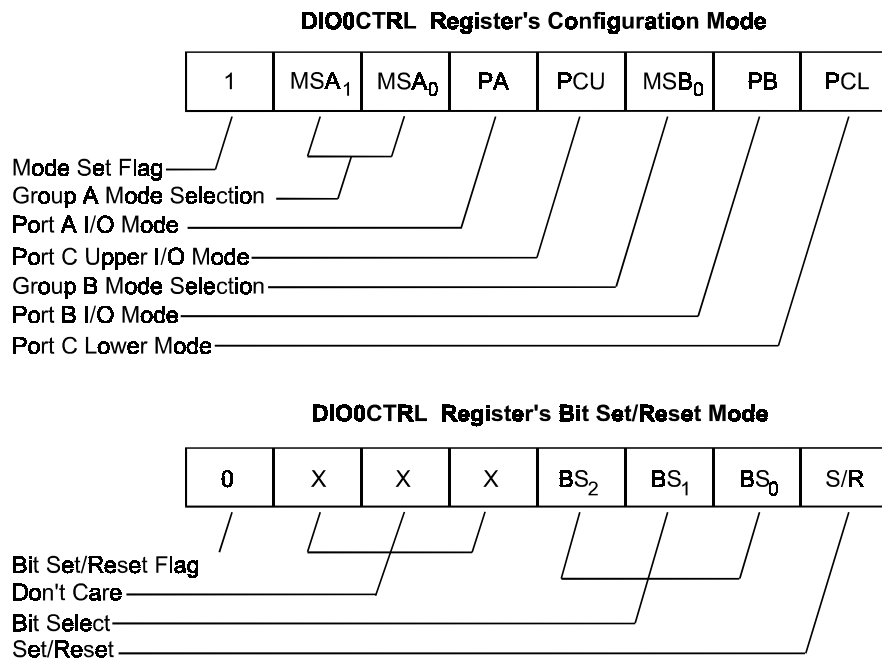 DIO0CTRL Register's Configuration Mode
1 MSA1 MSA0 PA PCU MSB0 PB PCL
Mode Set Flag
Group A Mode Selection
Port A I/O Mode
Port C Upper I/O Mode
Group B Mode Selection
Port B I/O Mode
Port C Lower Mode
DIO0CTRL Register's Bit Set/Reset Mode
0 X X X BS2 BS1 BS0 S/R
Bit Set/Reset Flag
Don't Care
Bit Select
Set/Reset